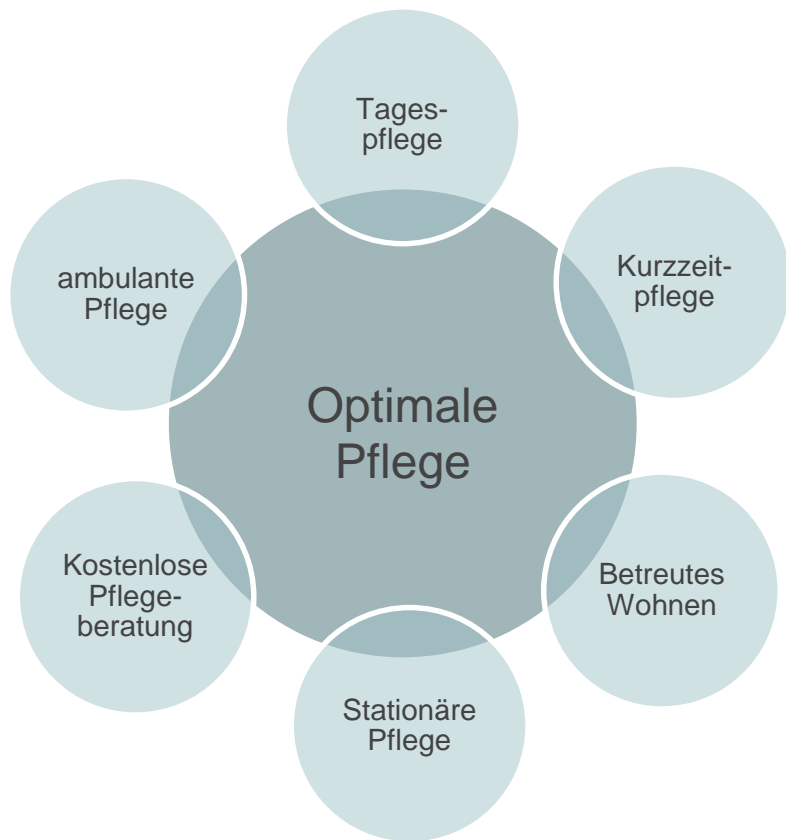 Tages-
pflege
Kurzzeit-
pflege
ambulante
Pflege
Optimale
Pflege
Betreutes
Wohnen
Kostenlose
Pflege-
beratung
Stationäre
Pflege